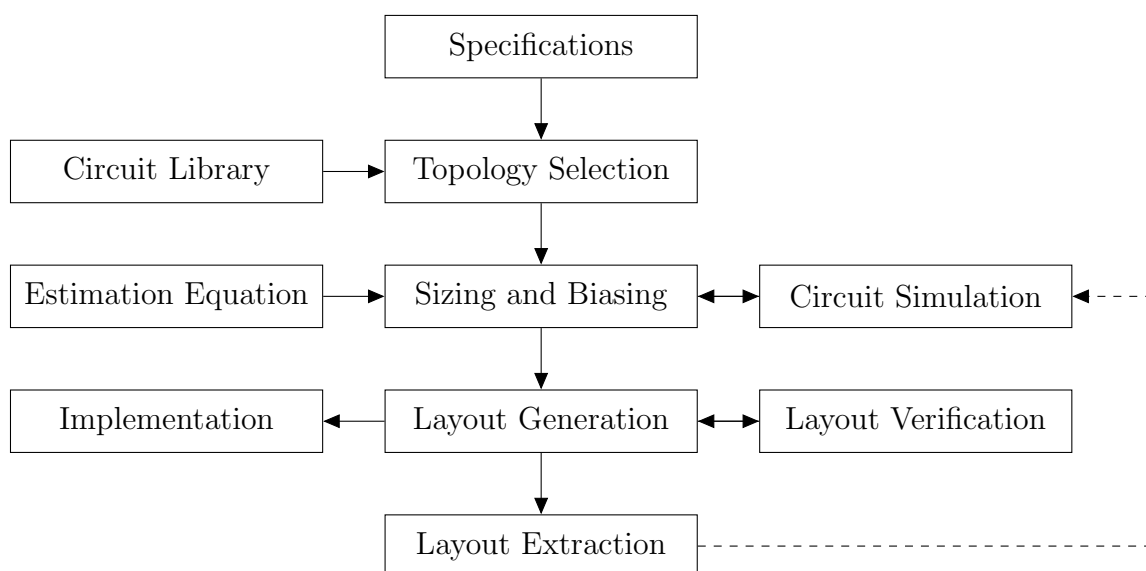 Specifications
Circuit Library
Topology Selection
Estimation Equation
Sizing and Biasing
Circuit Simulation
Implementation
Layout Generation
Layout Verification
Layout Extraction